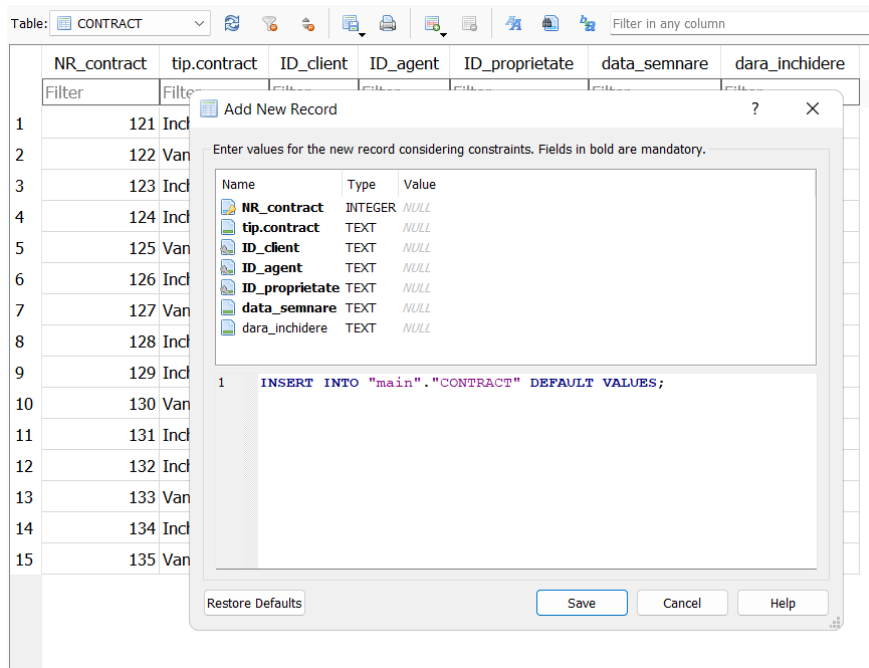 Table: CONTRACT Filter in any column
NR_contract tip.contract ID_client ID_agent ID_proprietate data_semnare dara_inchidere
Filter
Add New Record ? X
Enter values for the new record considering constraints. Fields in bold are mandatory.
Name Type Value
NR_contract INTEGER NULL
tip.contract TEXT NULL
ID_client TEXT NULL
ID_agent TEXT NULL
ID_proprietate TEXT NULL
data_semnare TEXT NULL
dara_inchidere TEXT NULL
1 INSERT INTO "main"."CONTRACT" DEFAULT VALUES;
Restore Defaults Save Cancel Help
1 121 Inch
2 122 Van
3 123 Inch
4 124 Inch
5 125 Van
6 126 Inch
7 127 Van
8 128 Inch
9 129 Inch
10 130 Van
11 131 Inch
12 132 Inch
13 133 Van
14 134 Inch
15 135 Van